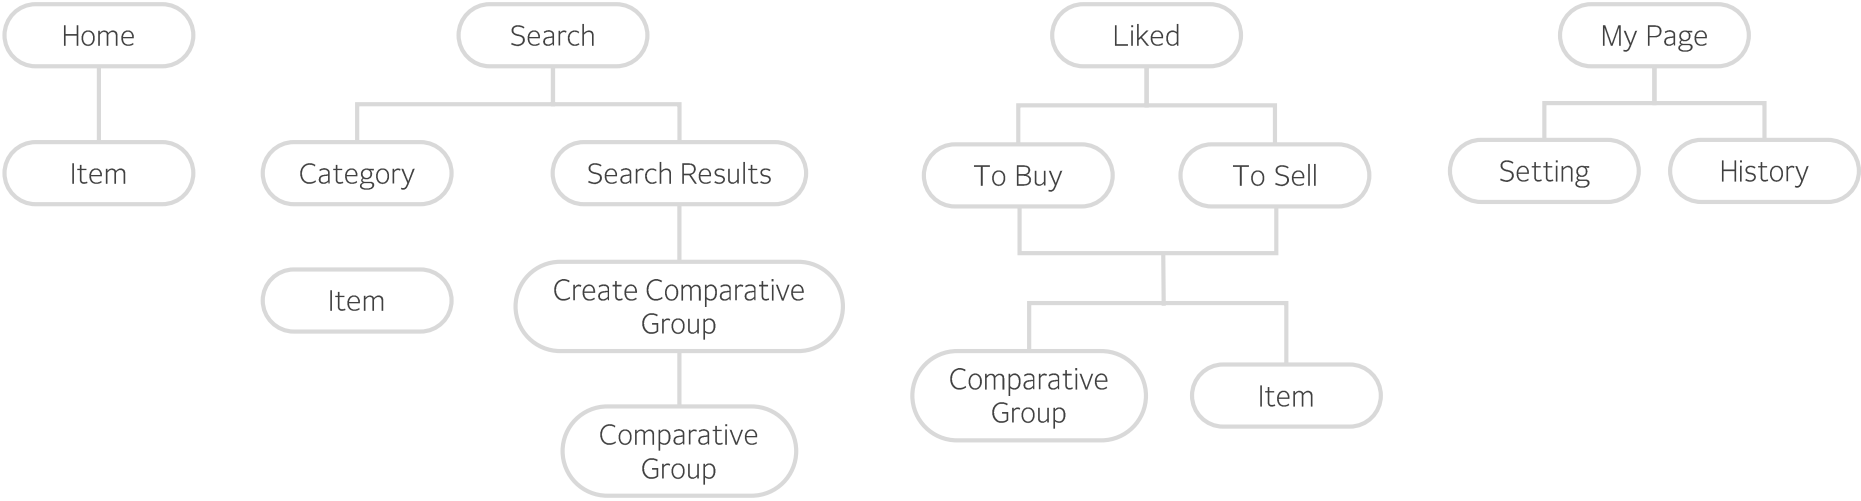 Home
Search
Liked
My Page
Item
Category
Search Results
To Buy
To Sell
Setting
History
Item
Create Comparative
Group
Comparative
Group
Item
Comparative
Group